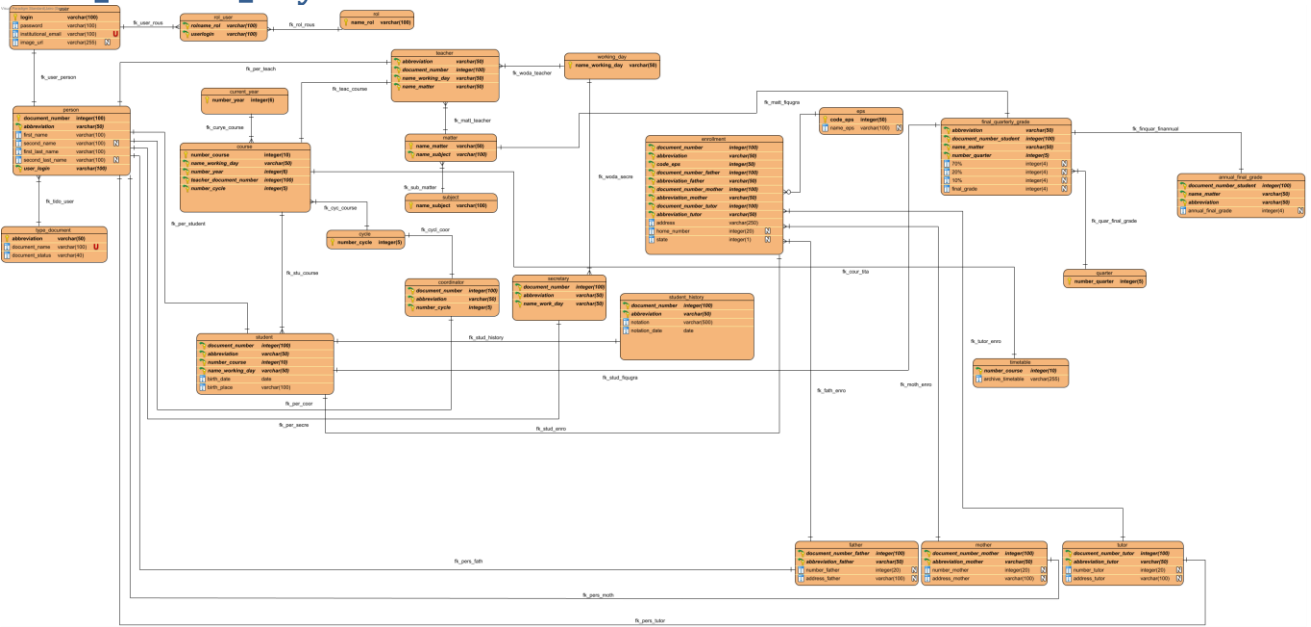 user
login varchar(100)
password varchar(100)
institutional_email varchar(100) U
image_url varchar(255) N
fk_user_rous
rol_user
rolname_rol varchar(100)
userlogin varchar(100)
fk_rol_rous
rol
name_rol varchar(100)
fk_user_person
fk_per_teach
teacher
abbreviation varchar(50)
document_number integer(100)
name_working_day varchar(50)
name_matter varchar(50)
fk_woda_teacher
working_day
name_working_day varchar(50)
fk_teac_course
current_year
number_year integer(6)
fk_curye_course
fk_matt_teacher
fk_matt_fiqugre
person
document_number integer(100)
abbreviation varchar(50)
first_name varchar(100)
second_name varchar(100) N
first_last_name varchar(100)
second_last_name varchar(100) N
user_login varchar(100)
course
number_course integer(10)
name_working_day varchar(50)
number_year integer(6)
teacher_document_number integer(100)
number_cycle integer(5)
matter
name_matter varchar(50)
name_subject varchar(100)
fk_sub_matter
subject
name_subject varchar(100)
fk_woda_secre
enrollment
document_number integer(100)
abbreviation varchar(50)
code_eps integer(50)
document_number_father integer(100)
abbreviation_father varchar(50)
document_number_mother integer(100)
abbreviation_mother varchar(50)
document_number_tutor integer(100)
abbreviation_tutor varchar(50)
address varchar(250)
home_number integer(20) N
state integer(1) N
eps
code_eps integer(50)
name_eps varchar(100) N
final_quarterly_grade
abbreviation varchar(50)
document_number_student integer(100)
name_matter varchar(50)
number_quarter integer(5)
70% integer(4) N
20% integer(4) N
10% integer(4) N
final_grade integer(4) N
fk_finquar_finannual
annual_final_grade
document_number_student integer(100)
name_matter varchar(50)
abbreviation varchar(50)
annual_final_grade integer(4) N
fk_tido_user
fk_per_student
fk_cyc_course
fk_quar_final_grade
type_document
abbreviation varchar(50)
document_name varchar(100) U
document_status varchar(40)
cycle
number_cycle integer(5)
fk_cycl_coor
fk_stu_course
fk_cour_tita
quarter
number_quarter integer(5)
coordinator
document_number integer(100)
abbreviation varchar(50)
number_cycle integer(5)
secretary
document_number integer(100)
abbreviation varchar(50)
name_work_day varchar(50)
student_history
document_number integer(100)
abbreviation varchar(50)
notation varchar(500)
notation_date date
student
document_number integer(100)
abbreviation varchar(50)
number_course integer(10)
name_working_day varchar(50)
birth_date date
birth_place varchar(100)
fk_stud_history
fk_tutor_enro
timetable
number_course integer(10)
archive_timetable varchar(255)
fk_stud_fiqugre
fk_moth_enro
fk_fath_enro
fk_per_coor
fk_per_secre
fk_stud_enro
father
document_number_father integer(100)
abbreviation_father varchar(50)
number_father integer(20) N
address_father varchar(100) N
mother
document_number_mother integer(100)
abbreviation_mother varchar(50)
number_mother integer(20) N
address_mother varchar(100) N
tutor
document_number_tutor integer(100)
abbreviation_tutor varchar(50)
number_tutor integer(20) N
address_tutor varchar(100) N
fk_pers_fath
fk_pers_moth
fk_pers_tutor